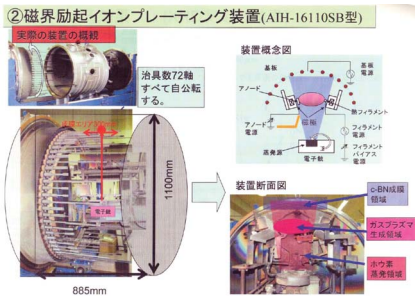 ②磁界励起イオンプレーティング装置(AIH-16110SB型)
実際の装置の概観
治具数72軸
すべて自公転
する。
電子銃
1100mm
885mm
装置概念図
基板
基板
電源
アノード
熱フィラメント
アノード
電源
フィラメント
電源
蒸発源
電子銃
フィラメント
バイアス
電源
装置断面図
c-BN成膜
領域
ガスプラズマ
生成領域
ホウ素
蒸発領域